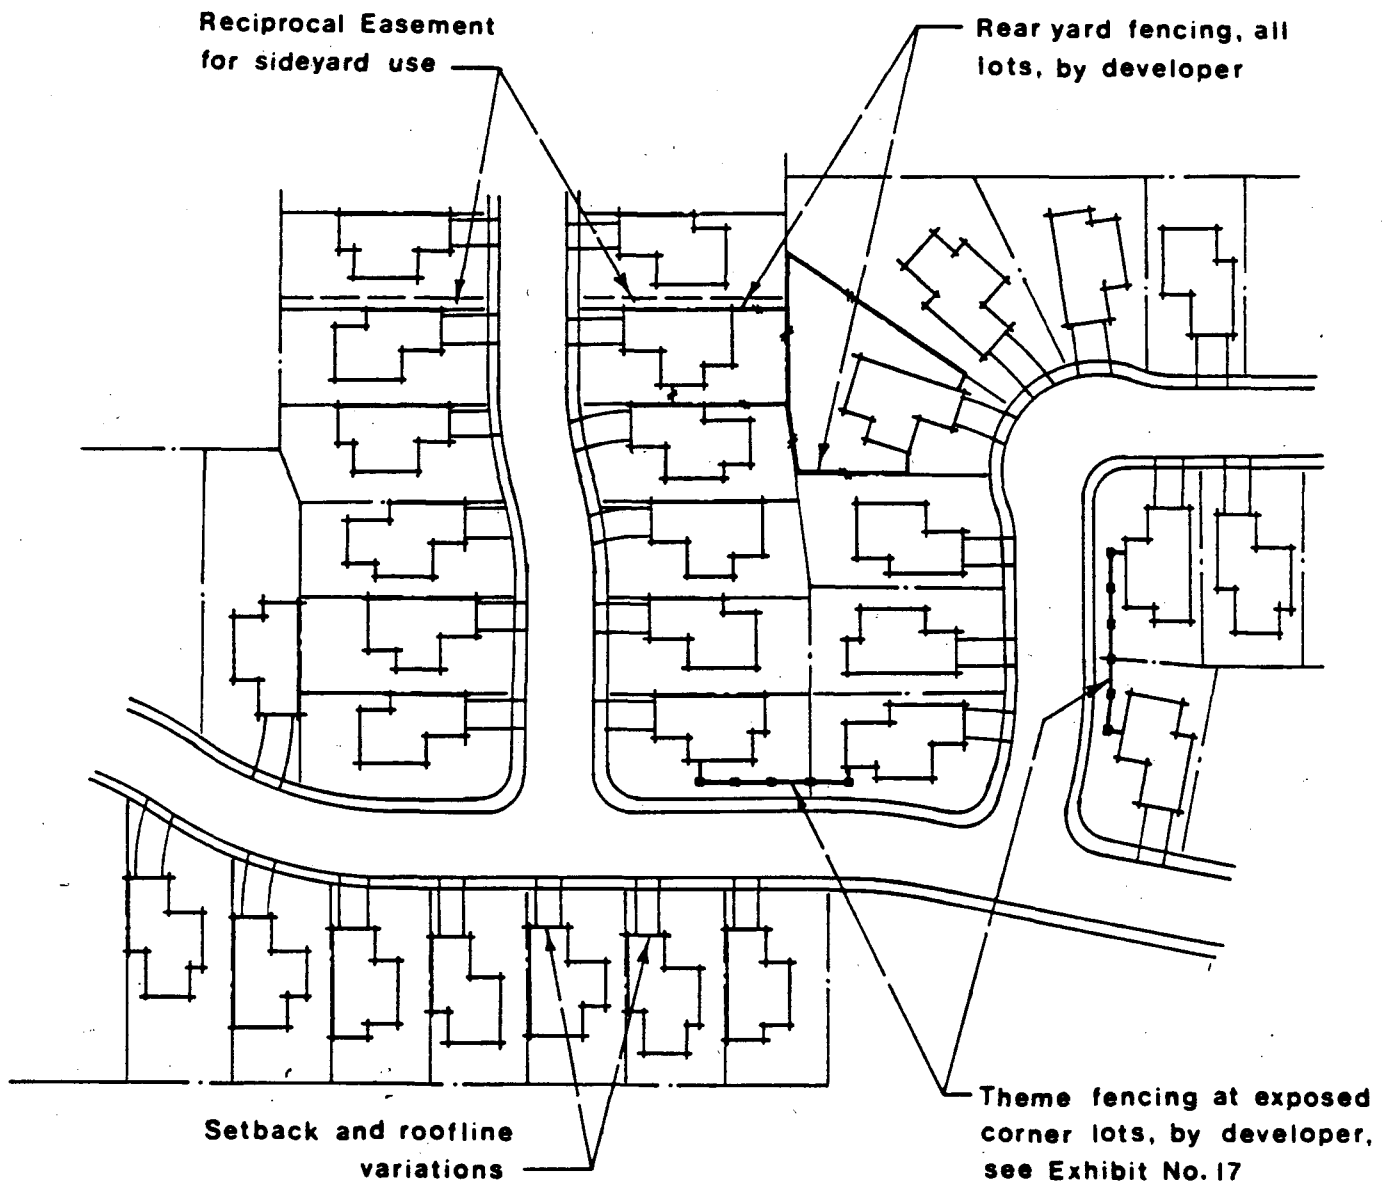 Reciprocal Easement
for sideyard use
Rear yard fencing, all
lots, by developer
Setback and roofline
variations
Theme fencing at exposed
corner lots, by developer,
see Exhibit No. 17